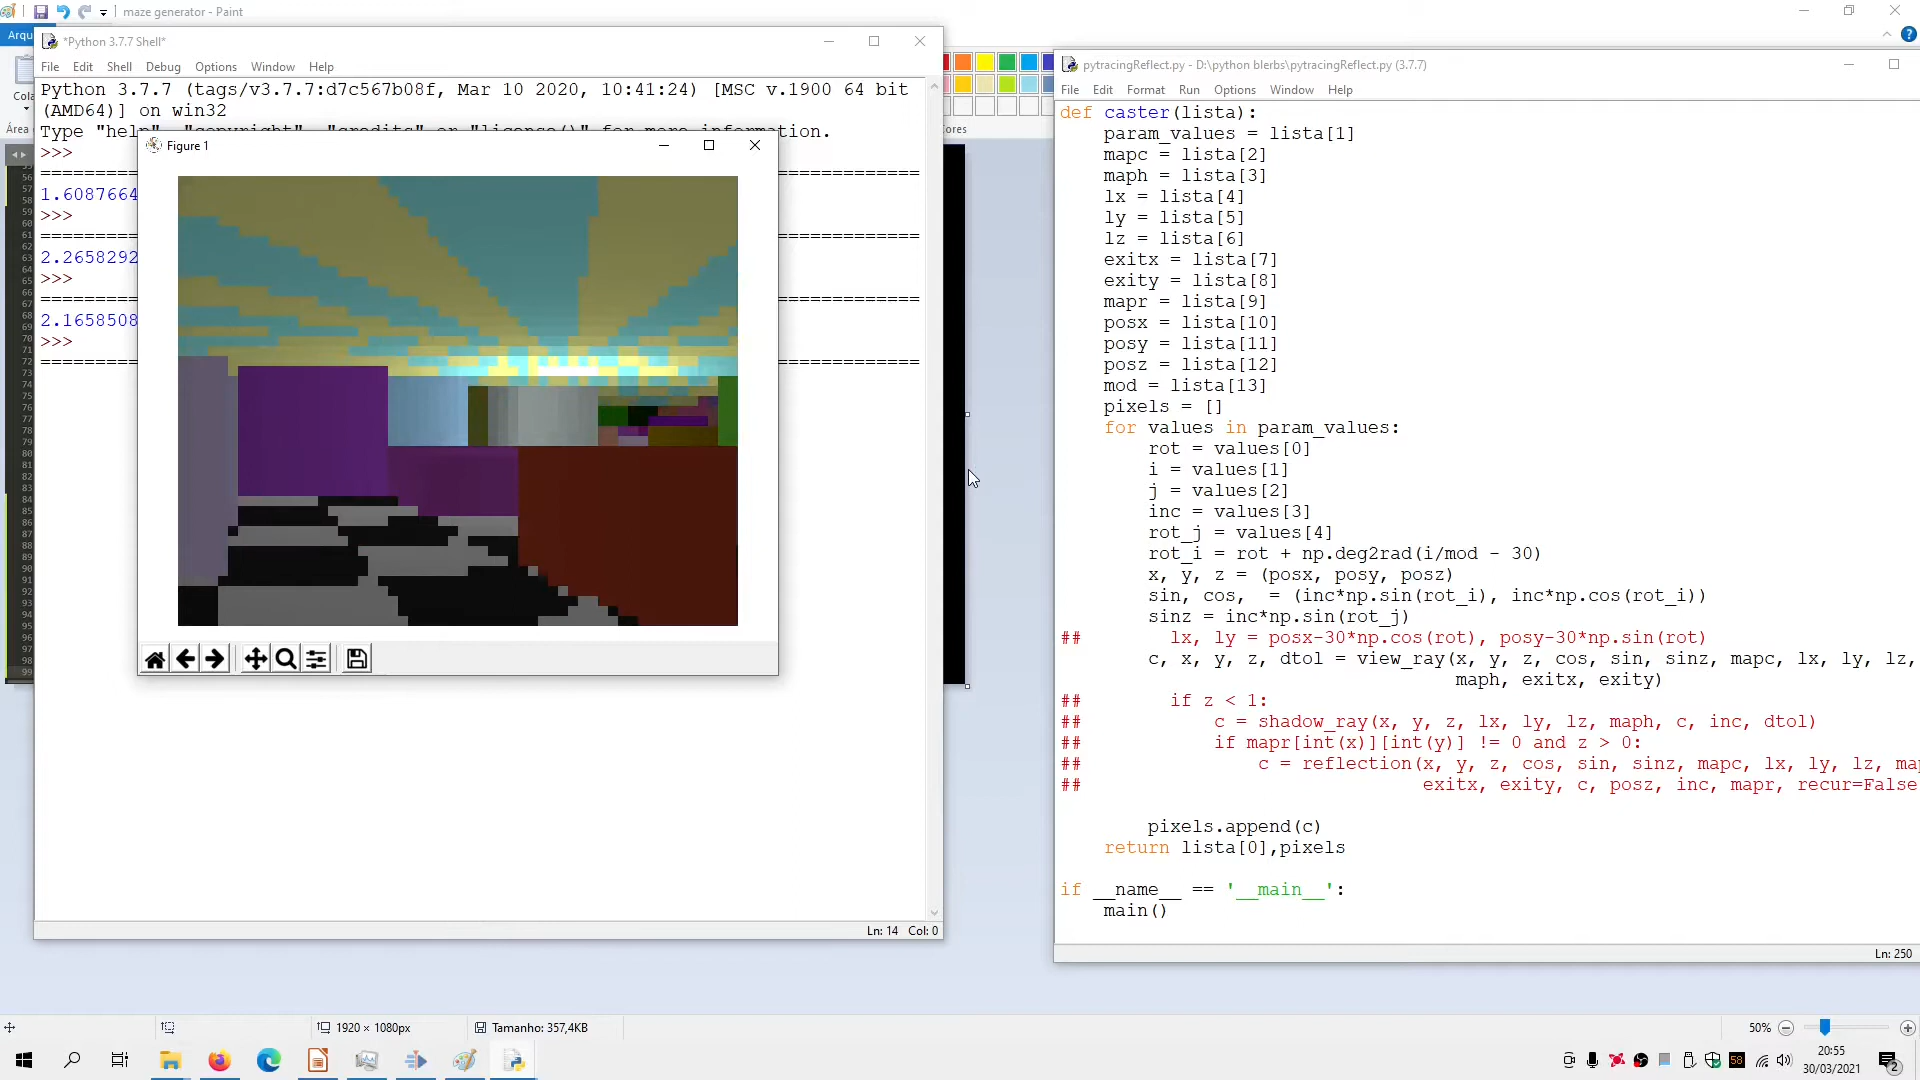 maze generator - Paint
Arqu
Cola
Área
Cores
*Python 3.7.7 Shell*
File Edit Shell Debug Options Window Help
Python 3.7.7 (tags/v3.7.7:d7c567b08f, Mar 10 2020, 10:41:24) [MSC v.1900 64 bit
(AMD64)] on win32
Type "help", "copyright", "credits" or "license()" for more information.
>>>
1.6087664
>>>
2.2658292
>>>
2.1658508
>>>
Figure 1
Ln: 14 Col: 0
pytracingReflect.py - D:\python blerbs\pytracingReflect.py (3.7.7)
File Edit Format Run Options Window Help
def caster(lista):
    param_values = lista[1]
    mapc = lista[2]
    maph = lista[3]
    lx = lista[4]
    ly = lista[5]
    lz = lista[6]
    exitx = lista[7]
    exity = lista[8]
    mapr = lista[9]
    posx = lista[10]
    posy = lista[11]
    posz = lista[12]
    mod = lista[13]
    pixels = []
    for values in param_values:
        rot = values[0]
        i = values[1]
        j = values[2]
        inc = values[3]
        rot_j = values[4]
        rot_i = rot + np.deg2rad(i/mod - 30)
        x, y, z = (posx, posy, posz)
        sin, cos,  = (inc*np.sin(rot_i), inc*np.cos(rot_i))
        sinz = inc*np.sin(rot_j)
##        lx, ly = posx-30*np.cos(rot), posy-30*np.sin(rot)
        c, x, y, z, dtol = view_ray(x, y, z, cos, sin, sinz, mapc, lx, ly, lz,
                                    maph, exitx, exity)
##        if z < 1:
##            c = shadow_ray(x, y, z, lx, ly, lz, maph, c, inc, dtol)
##            if mapr[int(x)][int(y)] != 0 and z > 0:
##                c = reflection(x, y, z, cos, sin, sinz, mapc, lx, ly, lz, map
##                               exitx, exity, c, posz, inc, mapr, recur=False
        pixels.append(c)
    return lista[0],pixels
if __name__ == '__main__':
    main()
Ln: 250
1920 × 1080px
Tamanho: 357,4KB
50%
58
20:55
30/03/2021
2